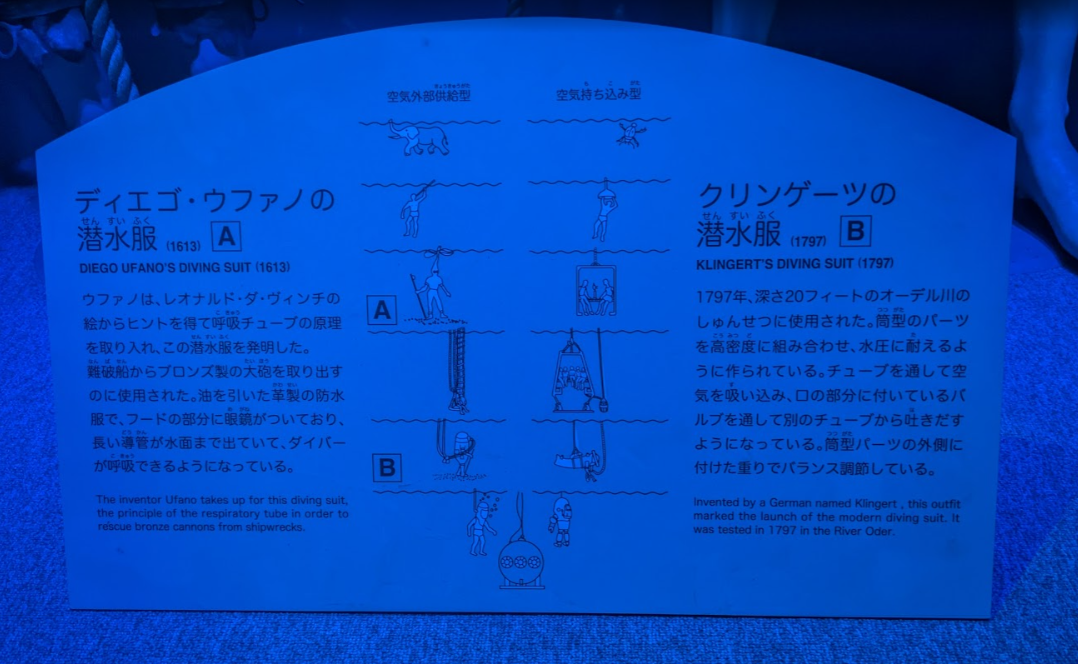 空気外部供給型
空気持ち込み型
ディエゴ・ウファノの
潜水服 (1613) A
DIEGO UFANO'S DIVING SUIT (1613)
ウファノは、レオナルド・ダ・ヴィンチの
絵からヒントを得て呼吸チューブの原理
を取り入れ、この潜水服を発明した。
難破船からブロンズ製の大砲を取り出す
のに使用された。油を引いた革製の防水
服で、フードの部分に眼鏡がついており、
長い導管が水面まで出ていて、ダイバー
が呼吸できるようになっている。
The inventor Ufano takes up for this diving suit,
the principle of the respiratory tube in order to
rescue bronze cannons from shipwrecks.
A
B
クリンゲーツの
潜水服 (1797) B
KLINGERT'S DIVING SUIT (1797)
1797年、深さ20フィートのオーデル川の
しゅんせつに使用された。筒型のパーツ
を高密度に組み合わせ、水圧に耐えるよ
うに作られている。チューブを通して空
気を吸い込み、口の部分に付いているバ
ルブを通して別のチューブから吐きだす
ようになっている。筒型パーツの外側に
付けた重りでバランス調節している。
Invented by a German named Klingert , this outfit
marked the launch of the modern diving suit. It
was tested in 1797 in the River Oder.